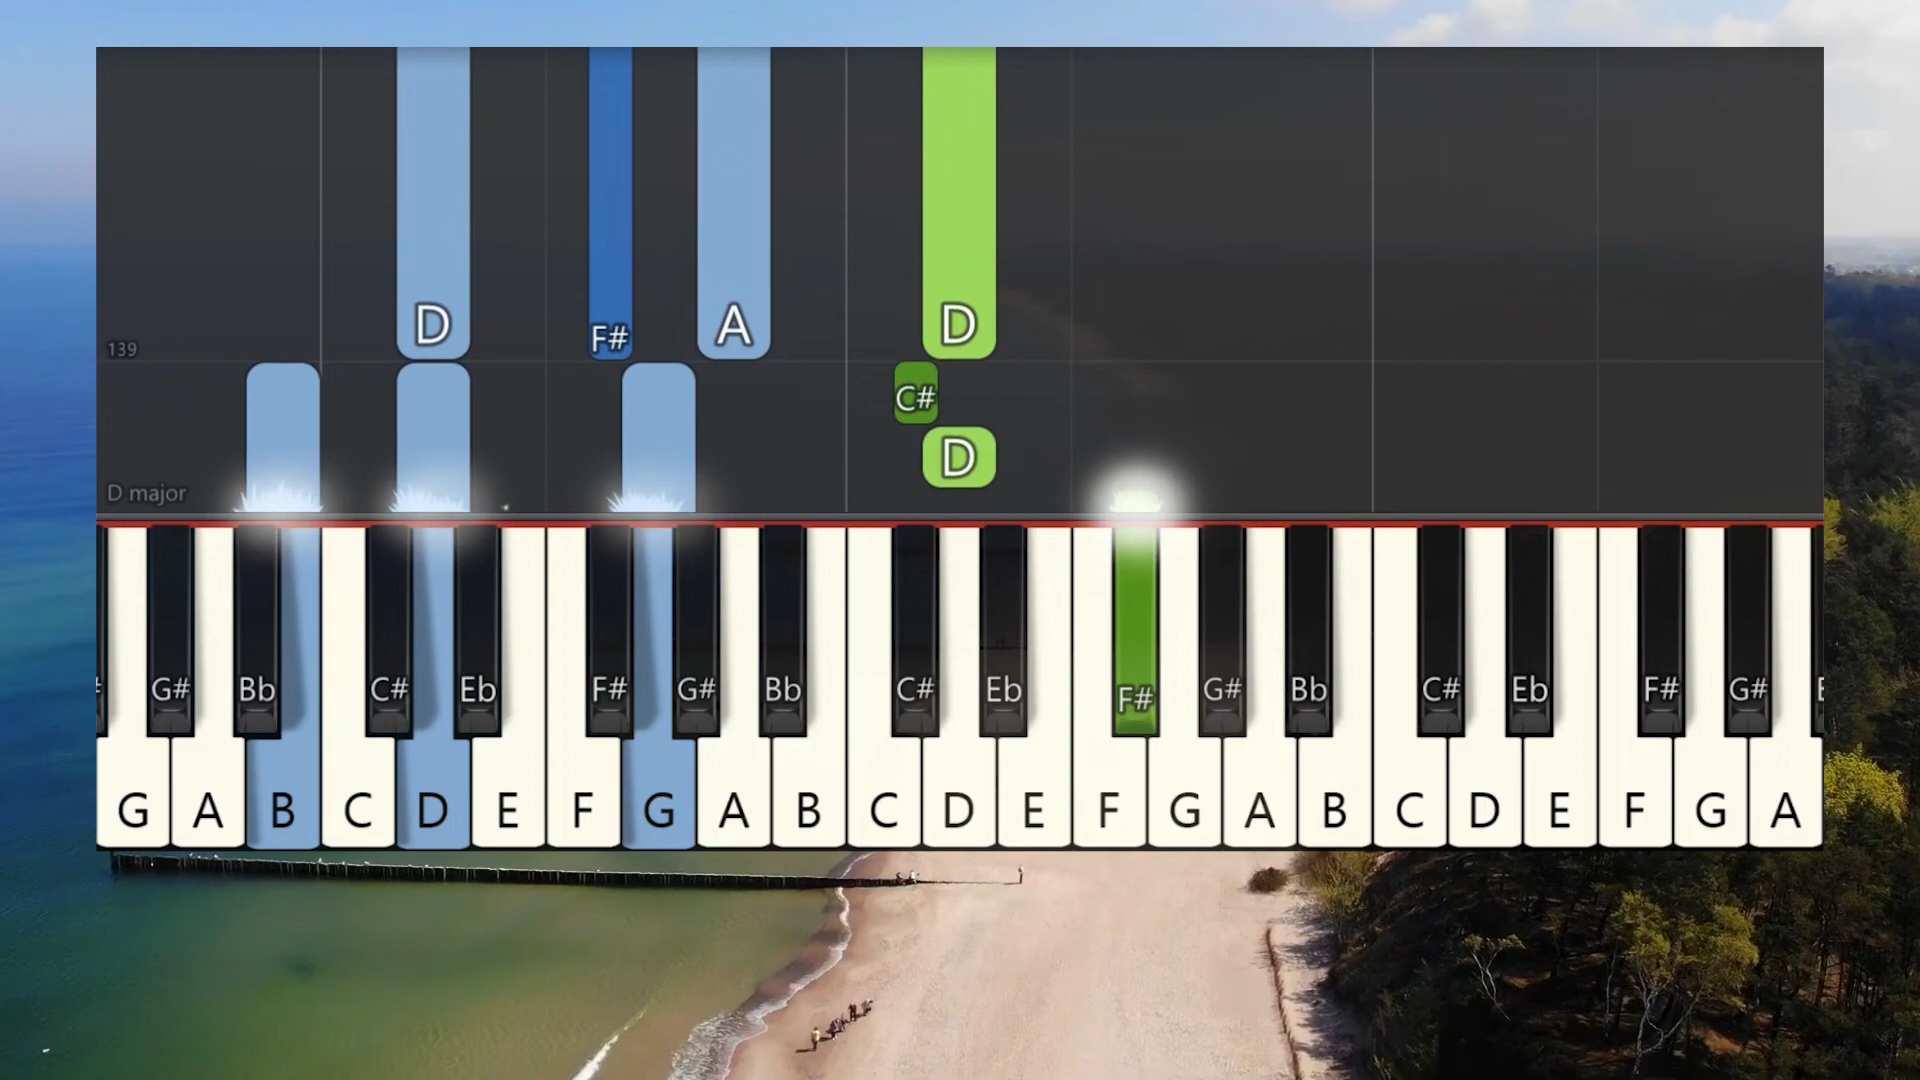 D F# A D
139
C#
D
D major
G# Bb C# Eb F# G# Bb C# Eb F# G# Bb C# Eb F# G#
G A B C D E F G A B C D E F G A B C D E F G A